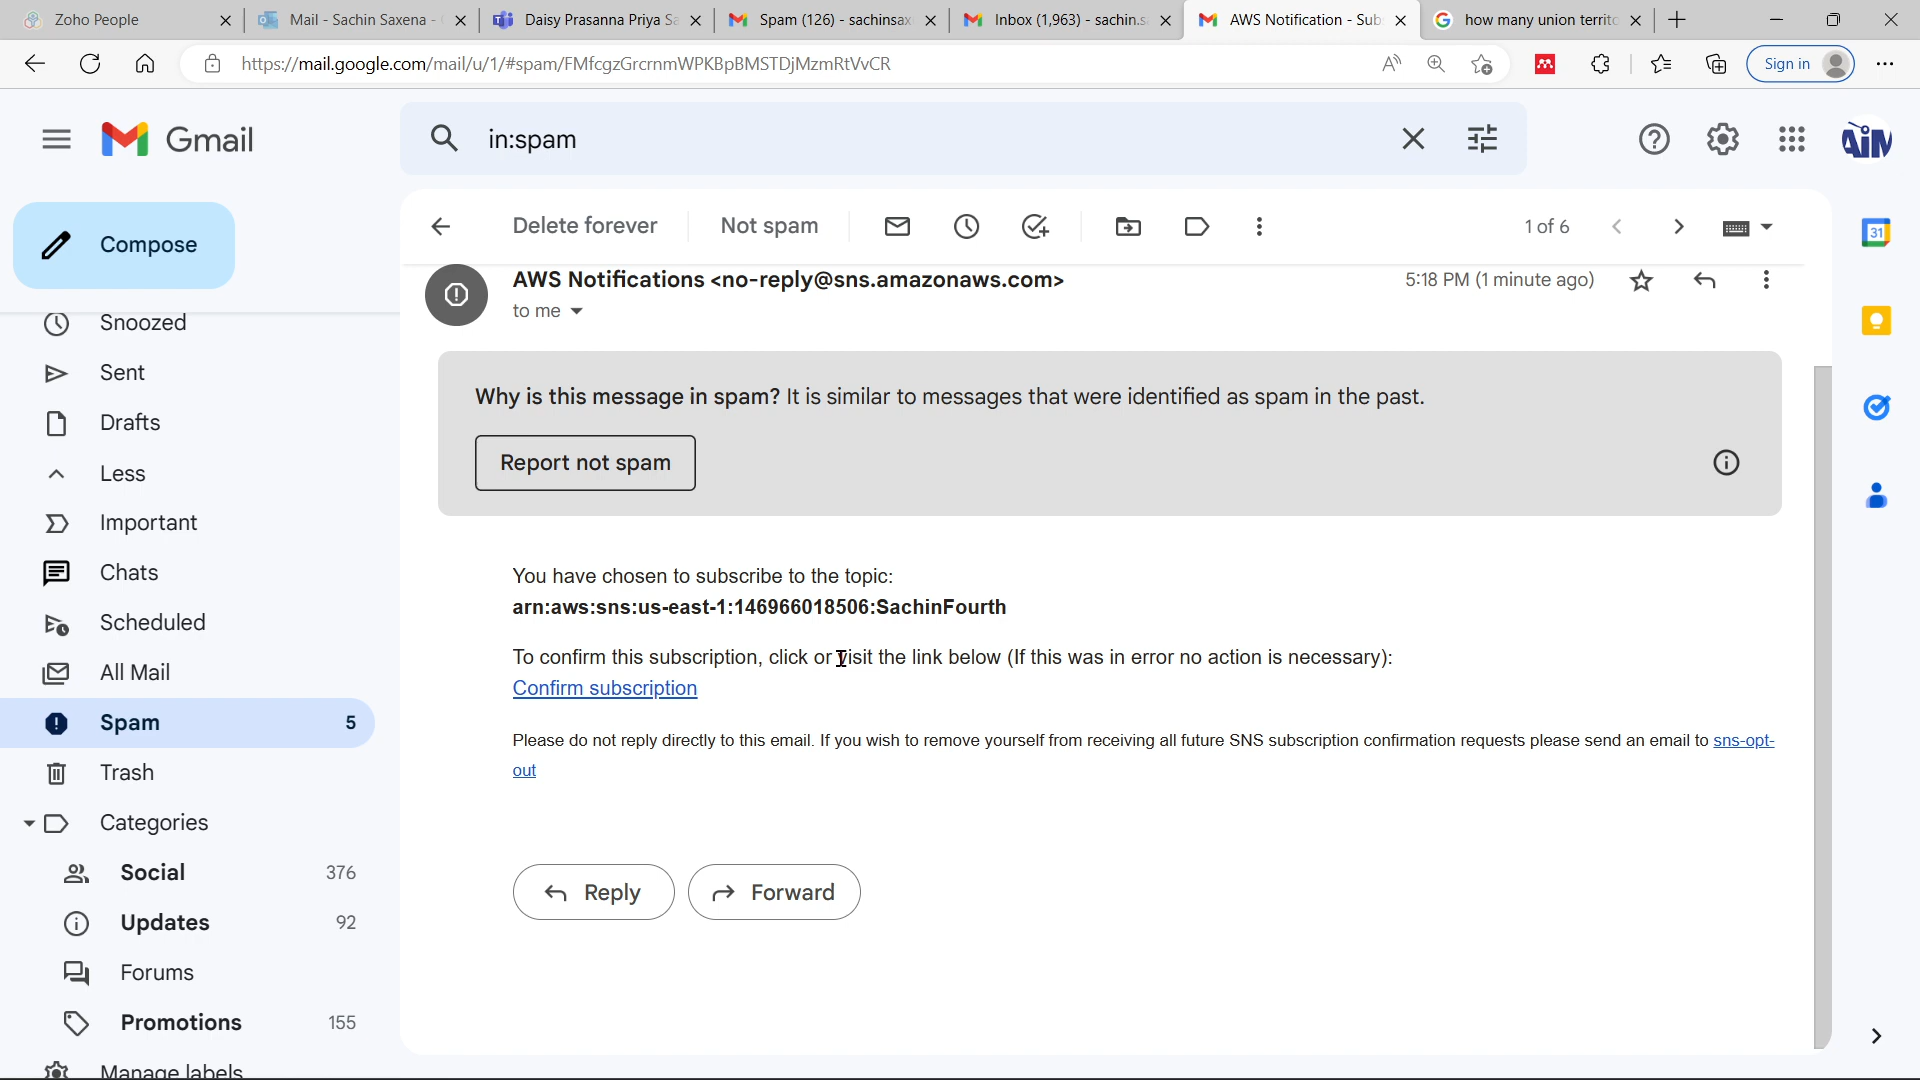 Zoho People
Mail - Sachin Saxena -
Daisy Prasanna Priya Sa
Spam (126) - sachinsax
Inbox (1,963) - sachin.s
AWS Notification - Sub
how many union territo
https://mail.google.com/mail/u/1/#spam/FMfcgzGrcrnmWPKBpBMSTDjMzmRtVvCR
Sign in
Gmail
in:spam
AiM
Compose
Delete forever
Not spam
1 of 6
31
AWS Notifications <no-reply@sns.amazonaws.com>
5:18 PM (1 minute ago)
to me
Snoozed
Sent
Drafts
Less
Important
Chats
Scheduled
All Mail
Spam 5
Trash
Categories
Social 376
Updates 92
Forums
Promotions 155
Manage labels
Why is this message in spam? It is similar to messages that were identified as spam in the past.
Report not spam
You have chosen to subscribe to the topic:
arn:aws:sns:us-east-1:146966018506:SachinFourth
To confirm this subscription, click or visit the link below (If this was in error no action is necessary):
Confirm subscription
Please do not reply directly to this email. If you wish to remove yourself from receiving all future SNS subscription confirmation requests please send an email to sns-opt-
out
Reply
Forward